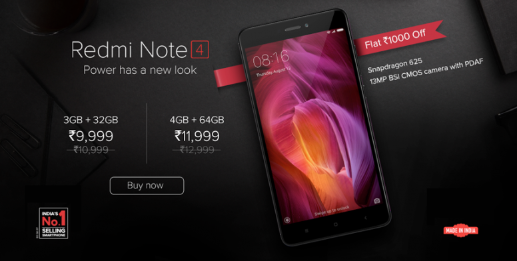 Redmi Note 4
Power has a new look
3GB + 32GB
₹9,999
₹10,999
4GB + 64GB
₹11,999
₹12,999
Buy now
INDIA'S
No.1
SELLING
SMARTPHONE
08:25
Flat ₹1000 Off
Snapdragon 625
13MP BSI CMOS camera with PDAF
MADE IN INDIA